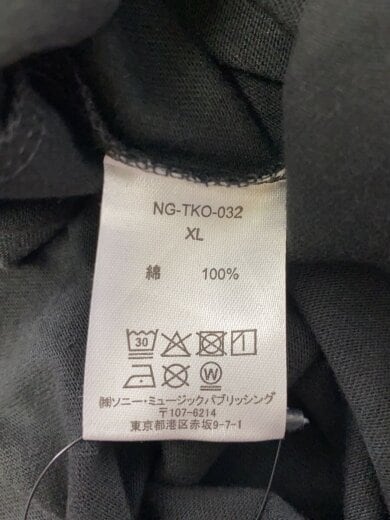 NG-TKO-032
XL
綿 100%
30
W
㈱ソニー・ミュージックパブリッシング
〒107-6214
東京都港区赤坂9-7-1